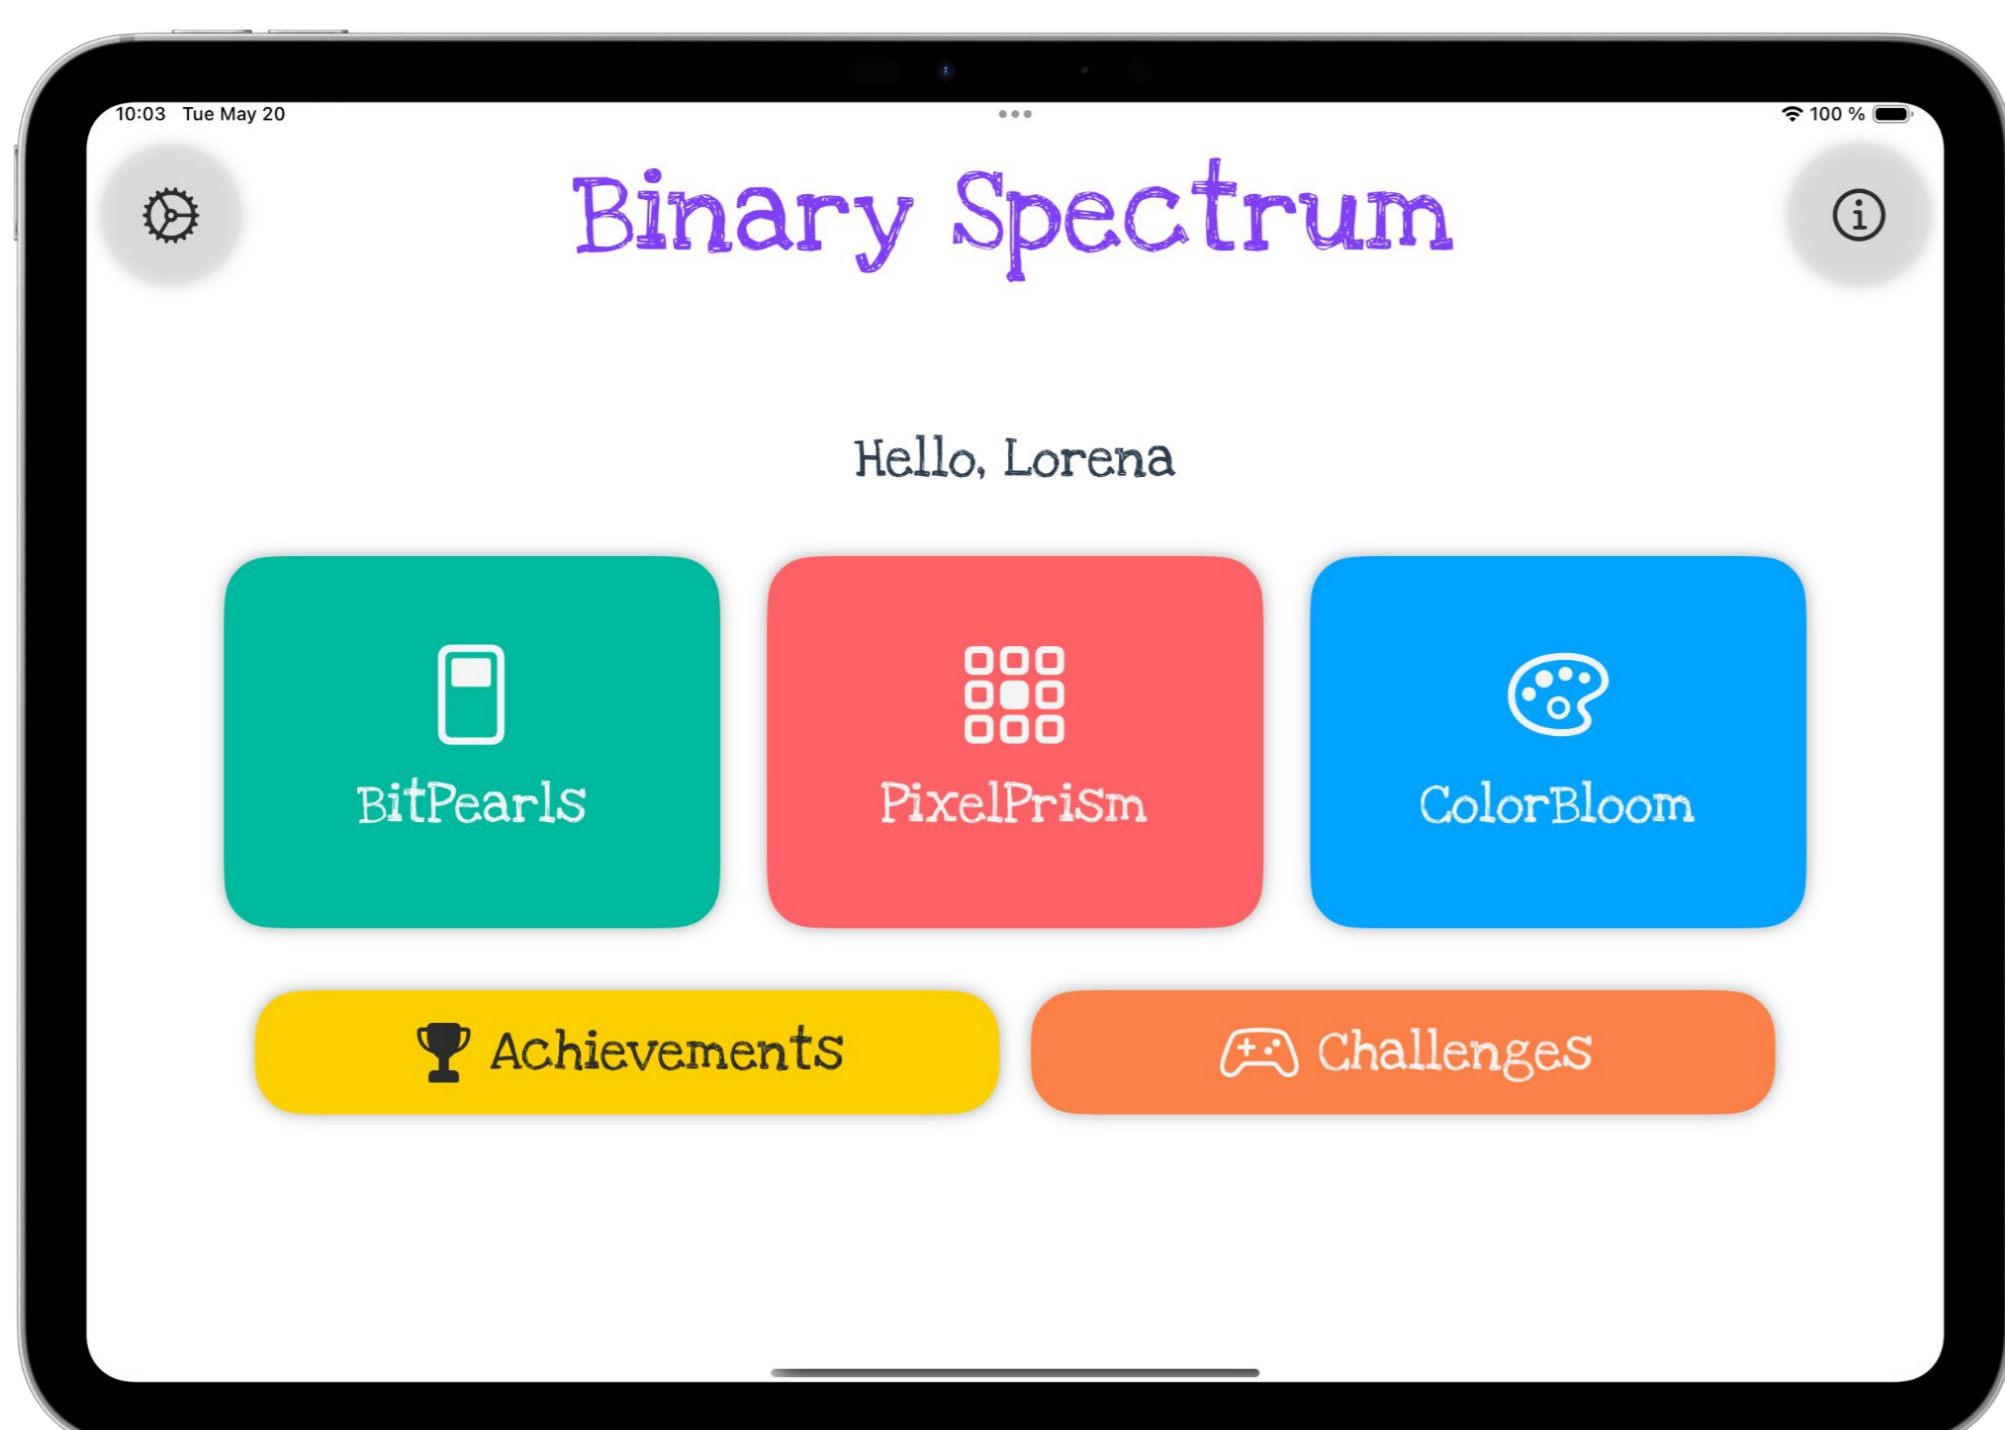 10:03 Tue May 20
100 %
Binary Spectrum
Hello, Lorena
BitPearls
PixelPrism
ColorBloom
Achievements
Challenges